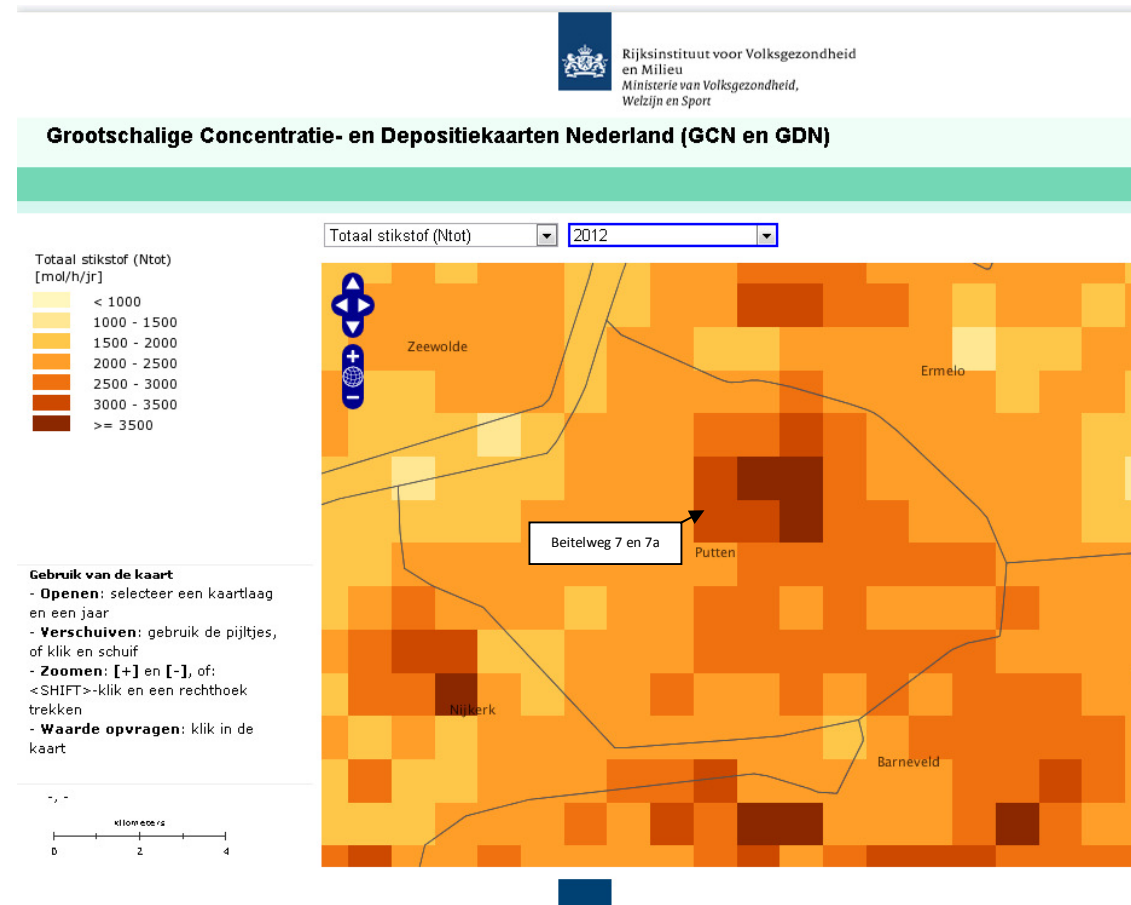 Rijksinstituut voor Volksgezondheid
en Milieu
Ministerie van Volksgezondheid,
Welzijn en Sport
Grootschalige Concentratie- en Depositiekaarten Nederland (GCN en GDN)
Totaal stikstof (Ntot)
2012
Totaal stikstof (Ntot)
[mol/h/jr]
< 1000
1000 - 1500
1500 - 2000
2000 - 2500
2500 - 3000
3000 - 3500
>= 3500
Zeewolde
Ermelo
Beitelweg 7 en 7a
Putten
Nijkerk
Barneveld
Gebruik van de kaart
- Openen: selecteer een kaartlaag
en een jaar
- Verschuiven: gebruik de pijltjes,
of klik en schuif
- Zoomen: [+] en [-], of:
<SHIFT>-klik en een rechthoek
trekken
- Waarde opvragen: klik in de
kaart
-, -
kilometers
0 2 4